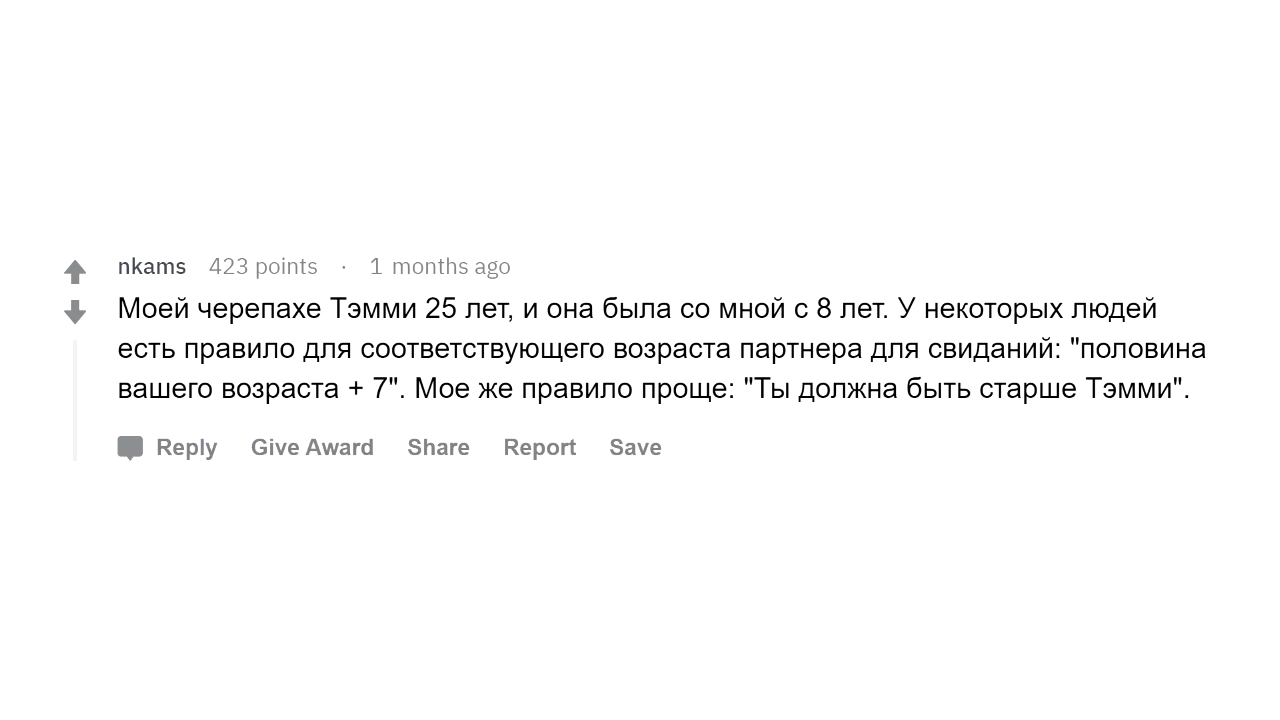 nkams 423 points · 1 months ago
Моей черепахе Тэмми 25 лет, и она была со мной с 8 лет. У некоторых людей
есть правило для соответствующего возраста партнера для свиданий: "половина
вашего возраста + 7". Мое же правило проще: "Ты должна быть старше Тэмми".
Reply Give Award Share Report Save